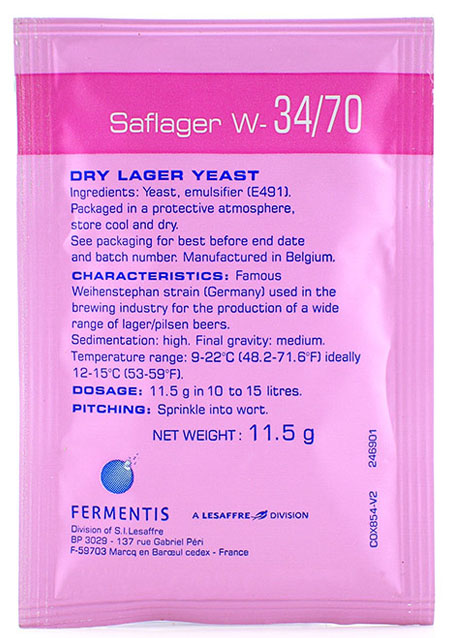 Saflager W- 34/70
DRY LAGER YEAST
Ingredients: Yeast, emulsifier (E491).
Packaged in a protective atmosphere,
store cool and dry.
See packaging for best before end date
and batch number. Manufactured in Belgium.
CHARACTERISTICS: Famous
Weihenstephan strain (Germany) used in the
brewing industry for the production of a wide
range of lager/pilsen beers.
Sedimentation: high. Final gravity: medium.
Temperature range: 9-22°C (48.2-71.6°F) ideally
12-15°C (53-59°F).
DOSAGE: 11.5 g in 10 to 15 litres.
PITCHING: Sprinkle into wort.
NET WEIGHT: 11.5 g
FERMENTIS
A LESAFFRE DIVISION
Division of S.I.Lesaffre
BP 3029 - 137 rue Gabriel Péri
F-59703 Marcq en Barœul cedex - France
COX854-V2 246901